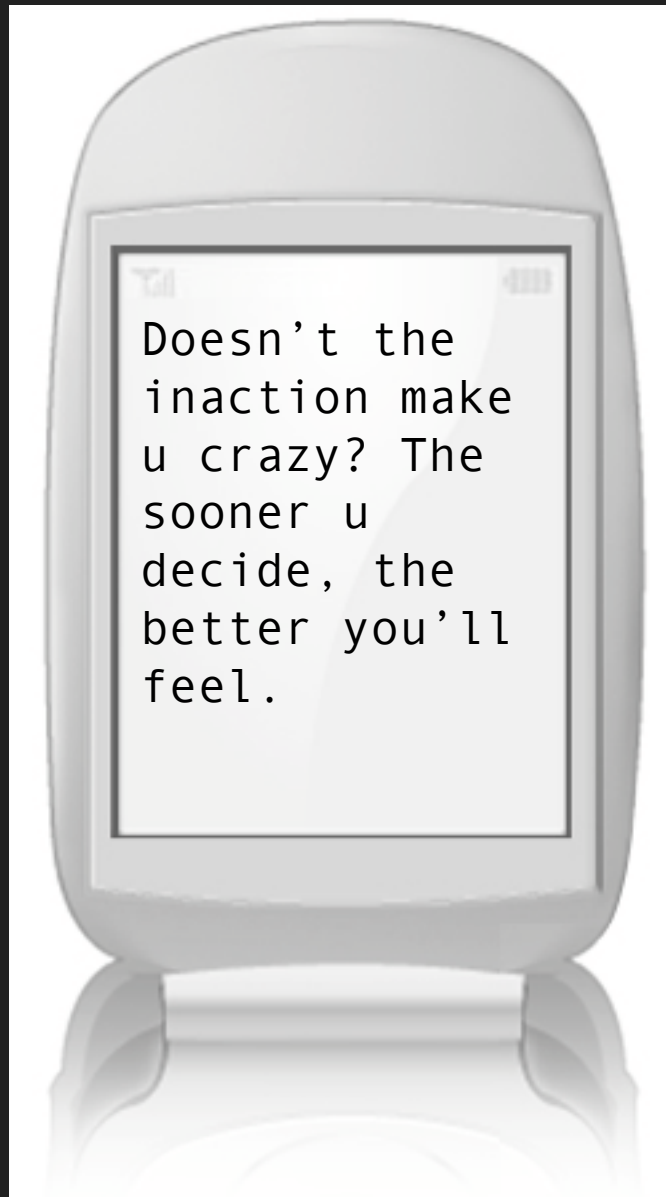 Doesn’t the
inaction make
u crazy? The
sooner u
decide, the
better you’ll
feel.